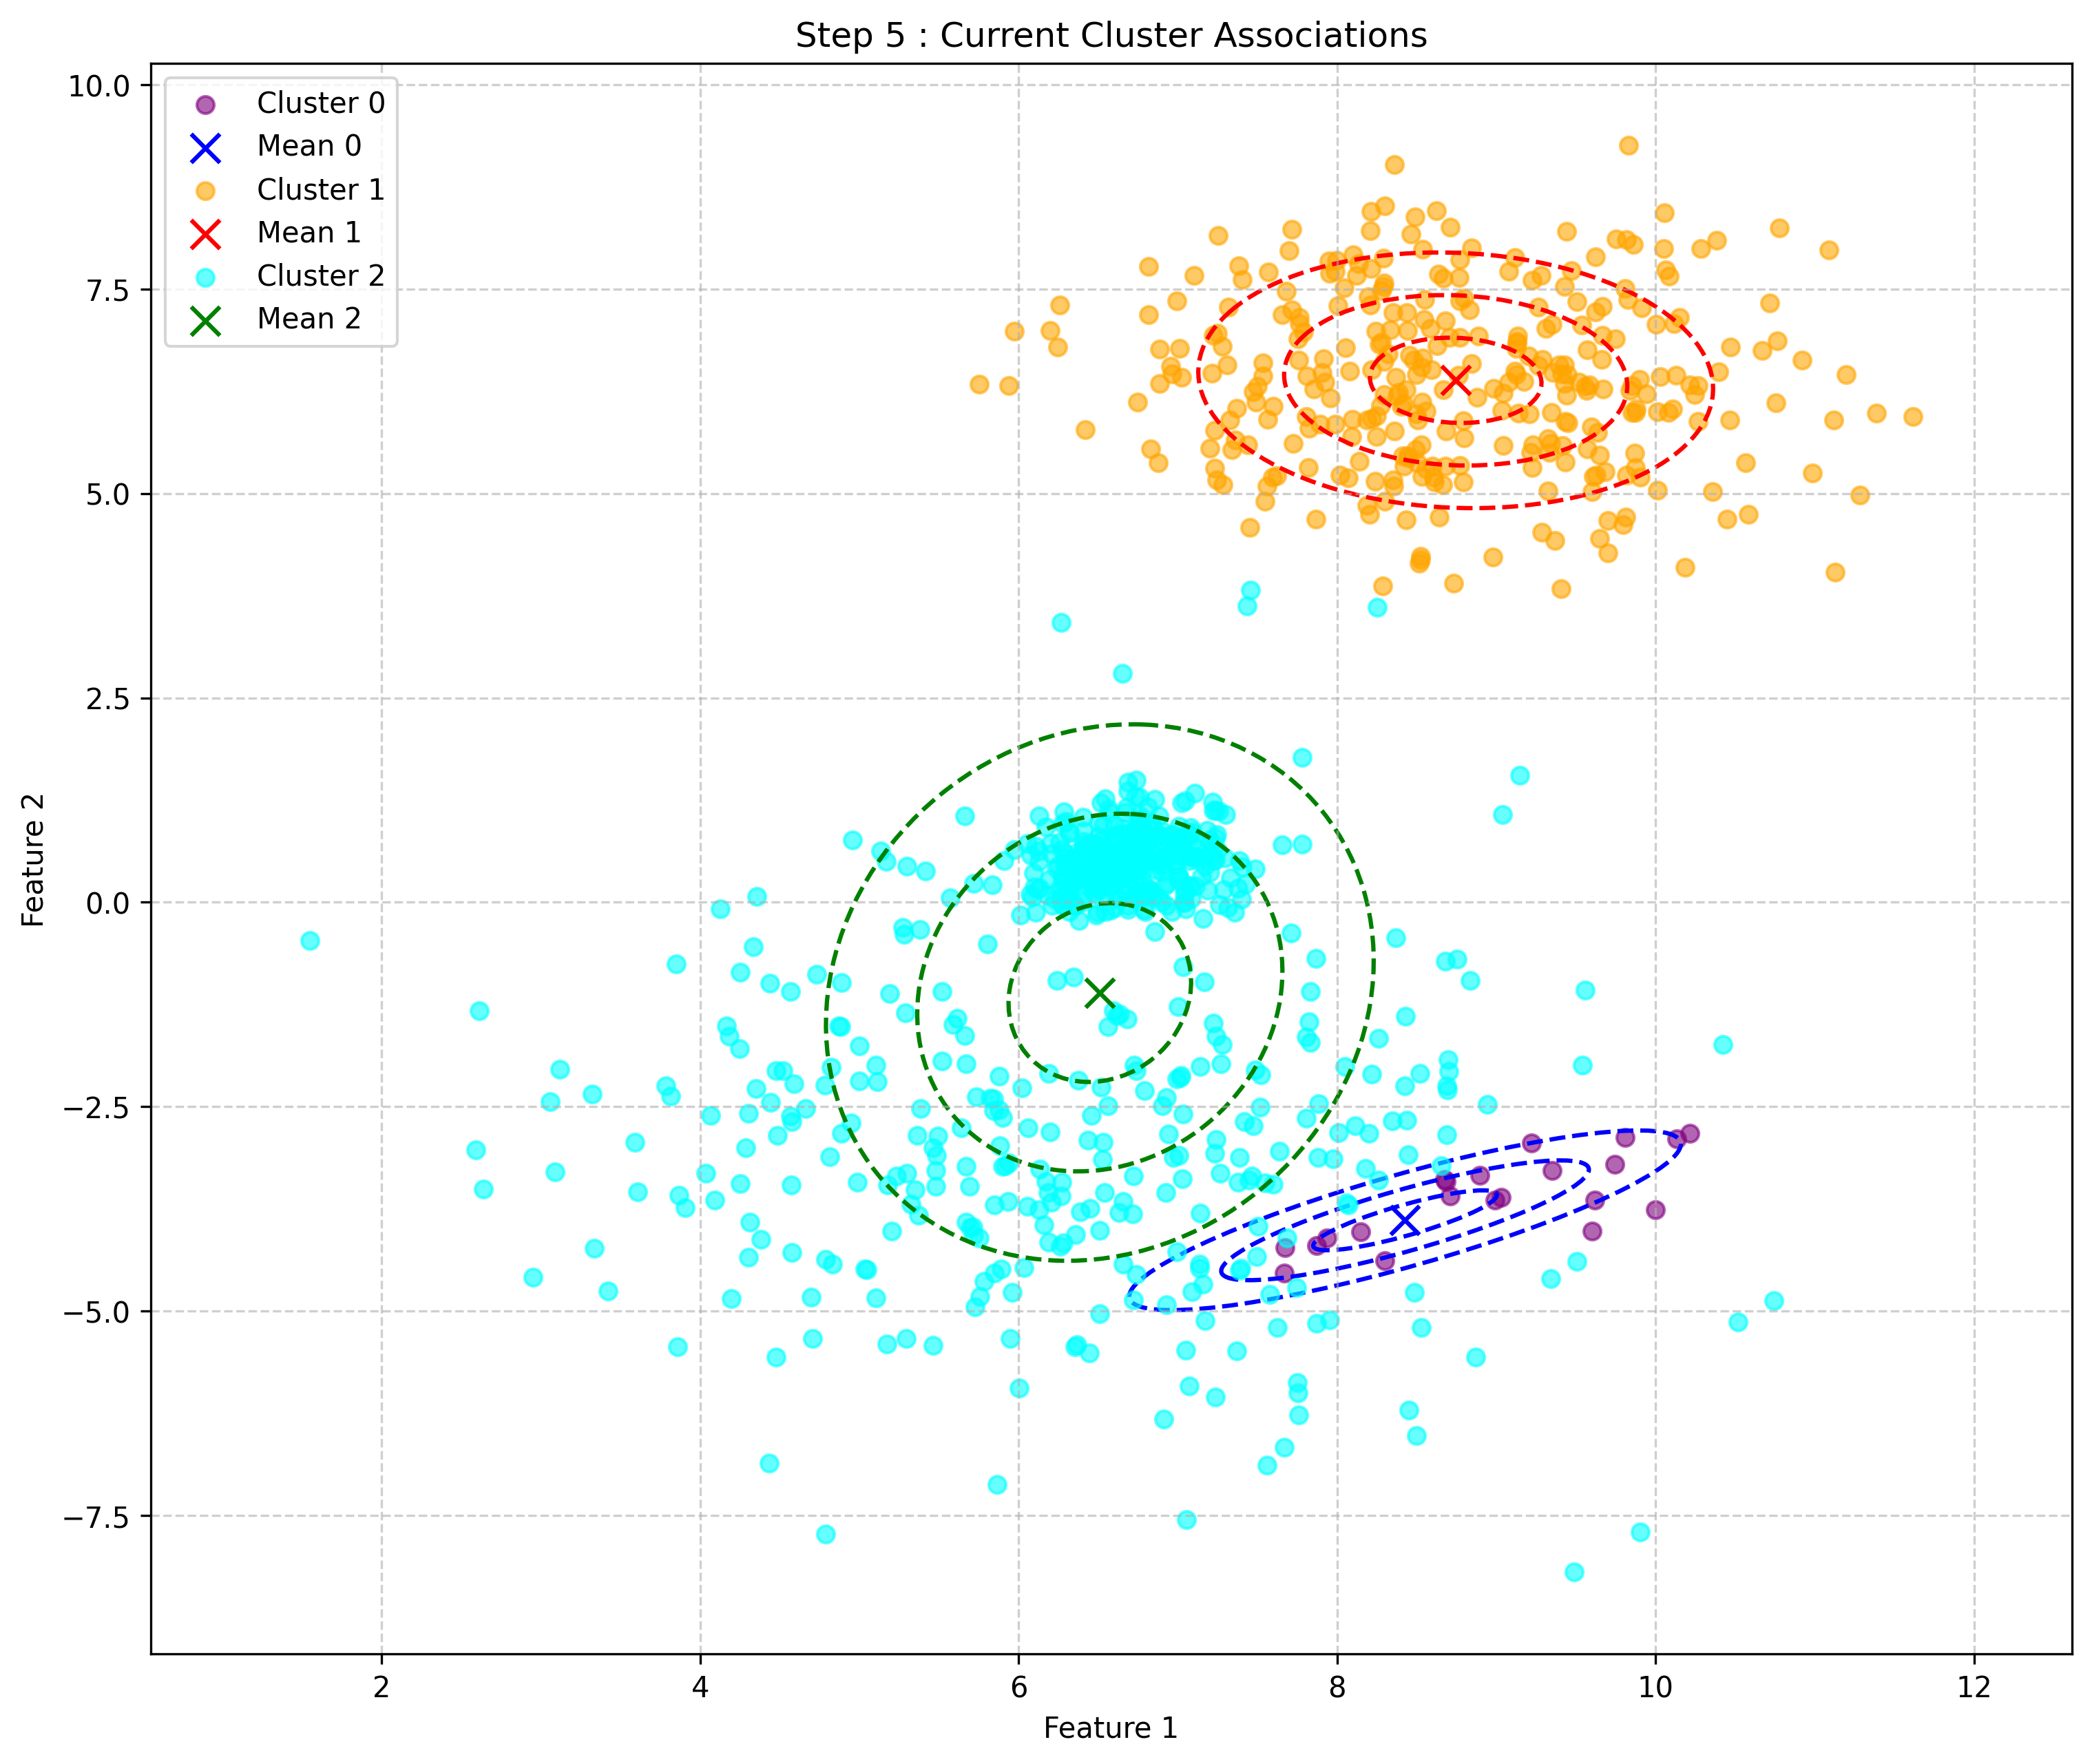 Step 5 : Current Cluster Associations
Cluster 0
Mean 0
Cluster 1
Mean 1
Cluster 2
Mean 2
10.0
7.5
5.0
2.5
0.0
−2.5
−5.0
−7.5
Feature 2
2 4 6 8 10 12
Feature 1